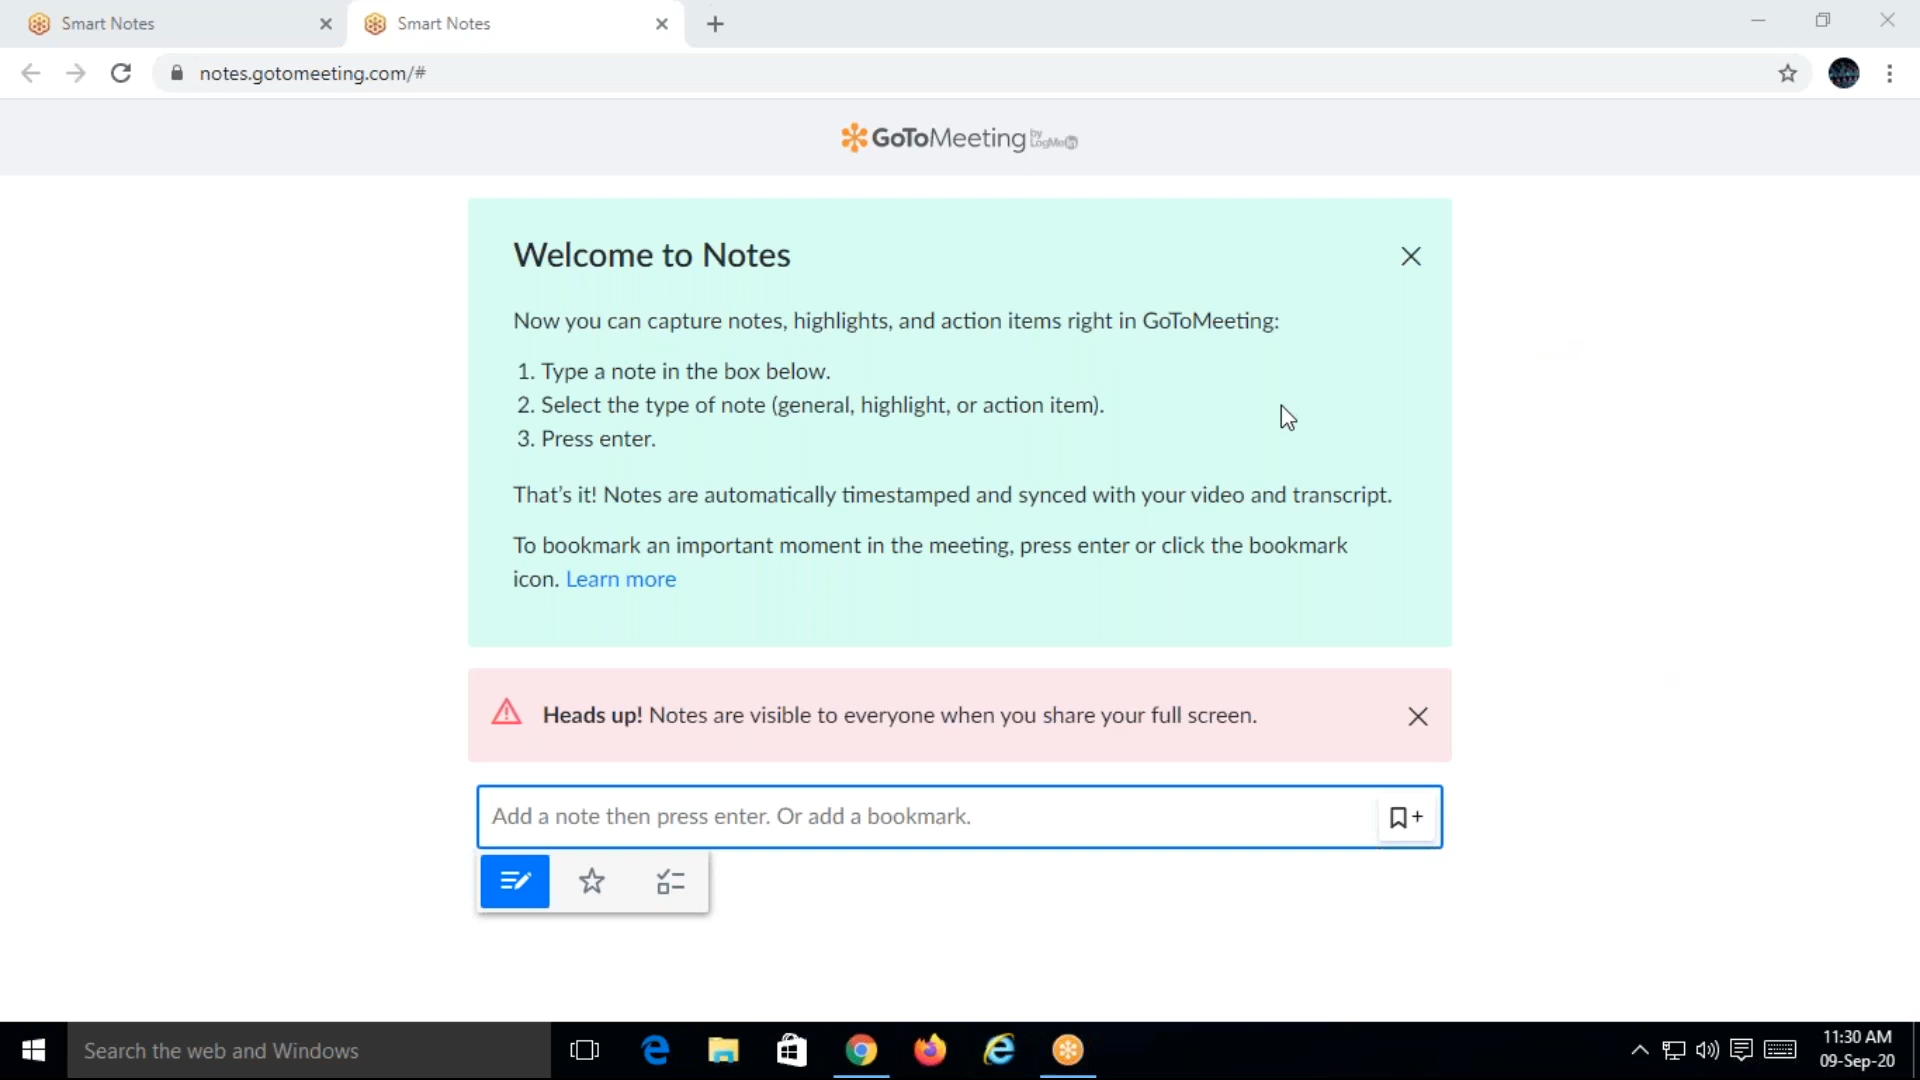 Smart Notes
Smart Notes
notes.gotomeeting.com/#
GoToMeeting by LogMeIn
Welcome to Notes
Now you can capture notes, highlights, and action items right in GoToMeeting:
1. Type a note in the box below.
2. Select the type of note (general, highlight, or action item).
3. Press enter.
That's it! Notes are automatically timestamped and synced with your video and transcript.
To bookmark an important moment in the meeting, press enter or click the bookmark
icon. Learn more
Heads up! Notes are visible to everyone when you share your full screen.
Add a note then press enter. Or add a bookmark.
Search the web and Windows
11:30 AM
09-Sep-20